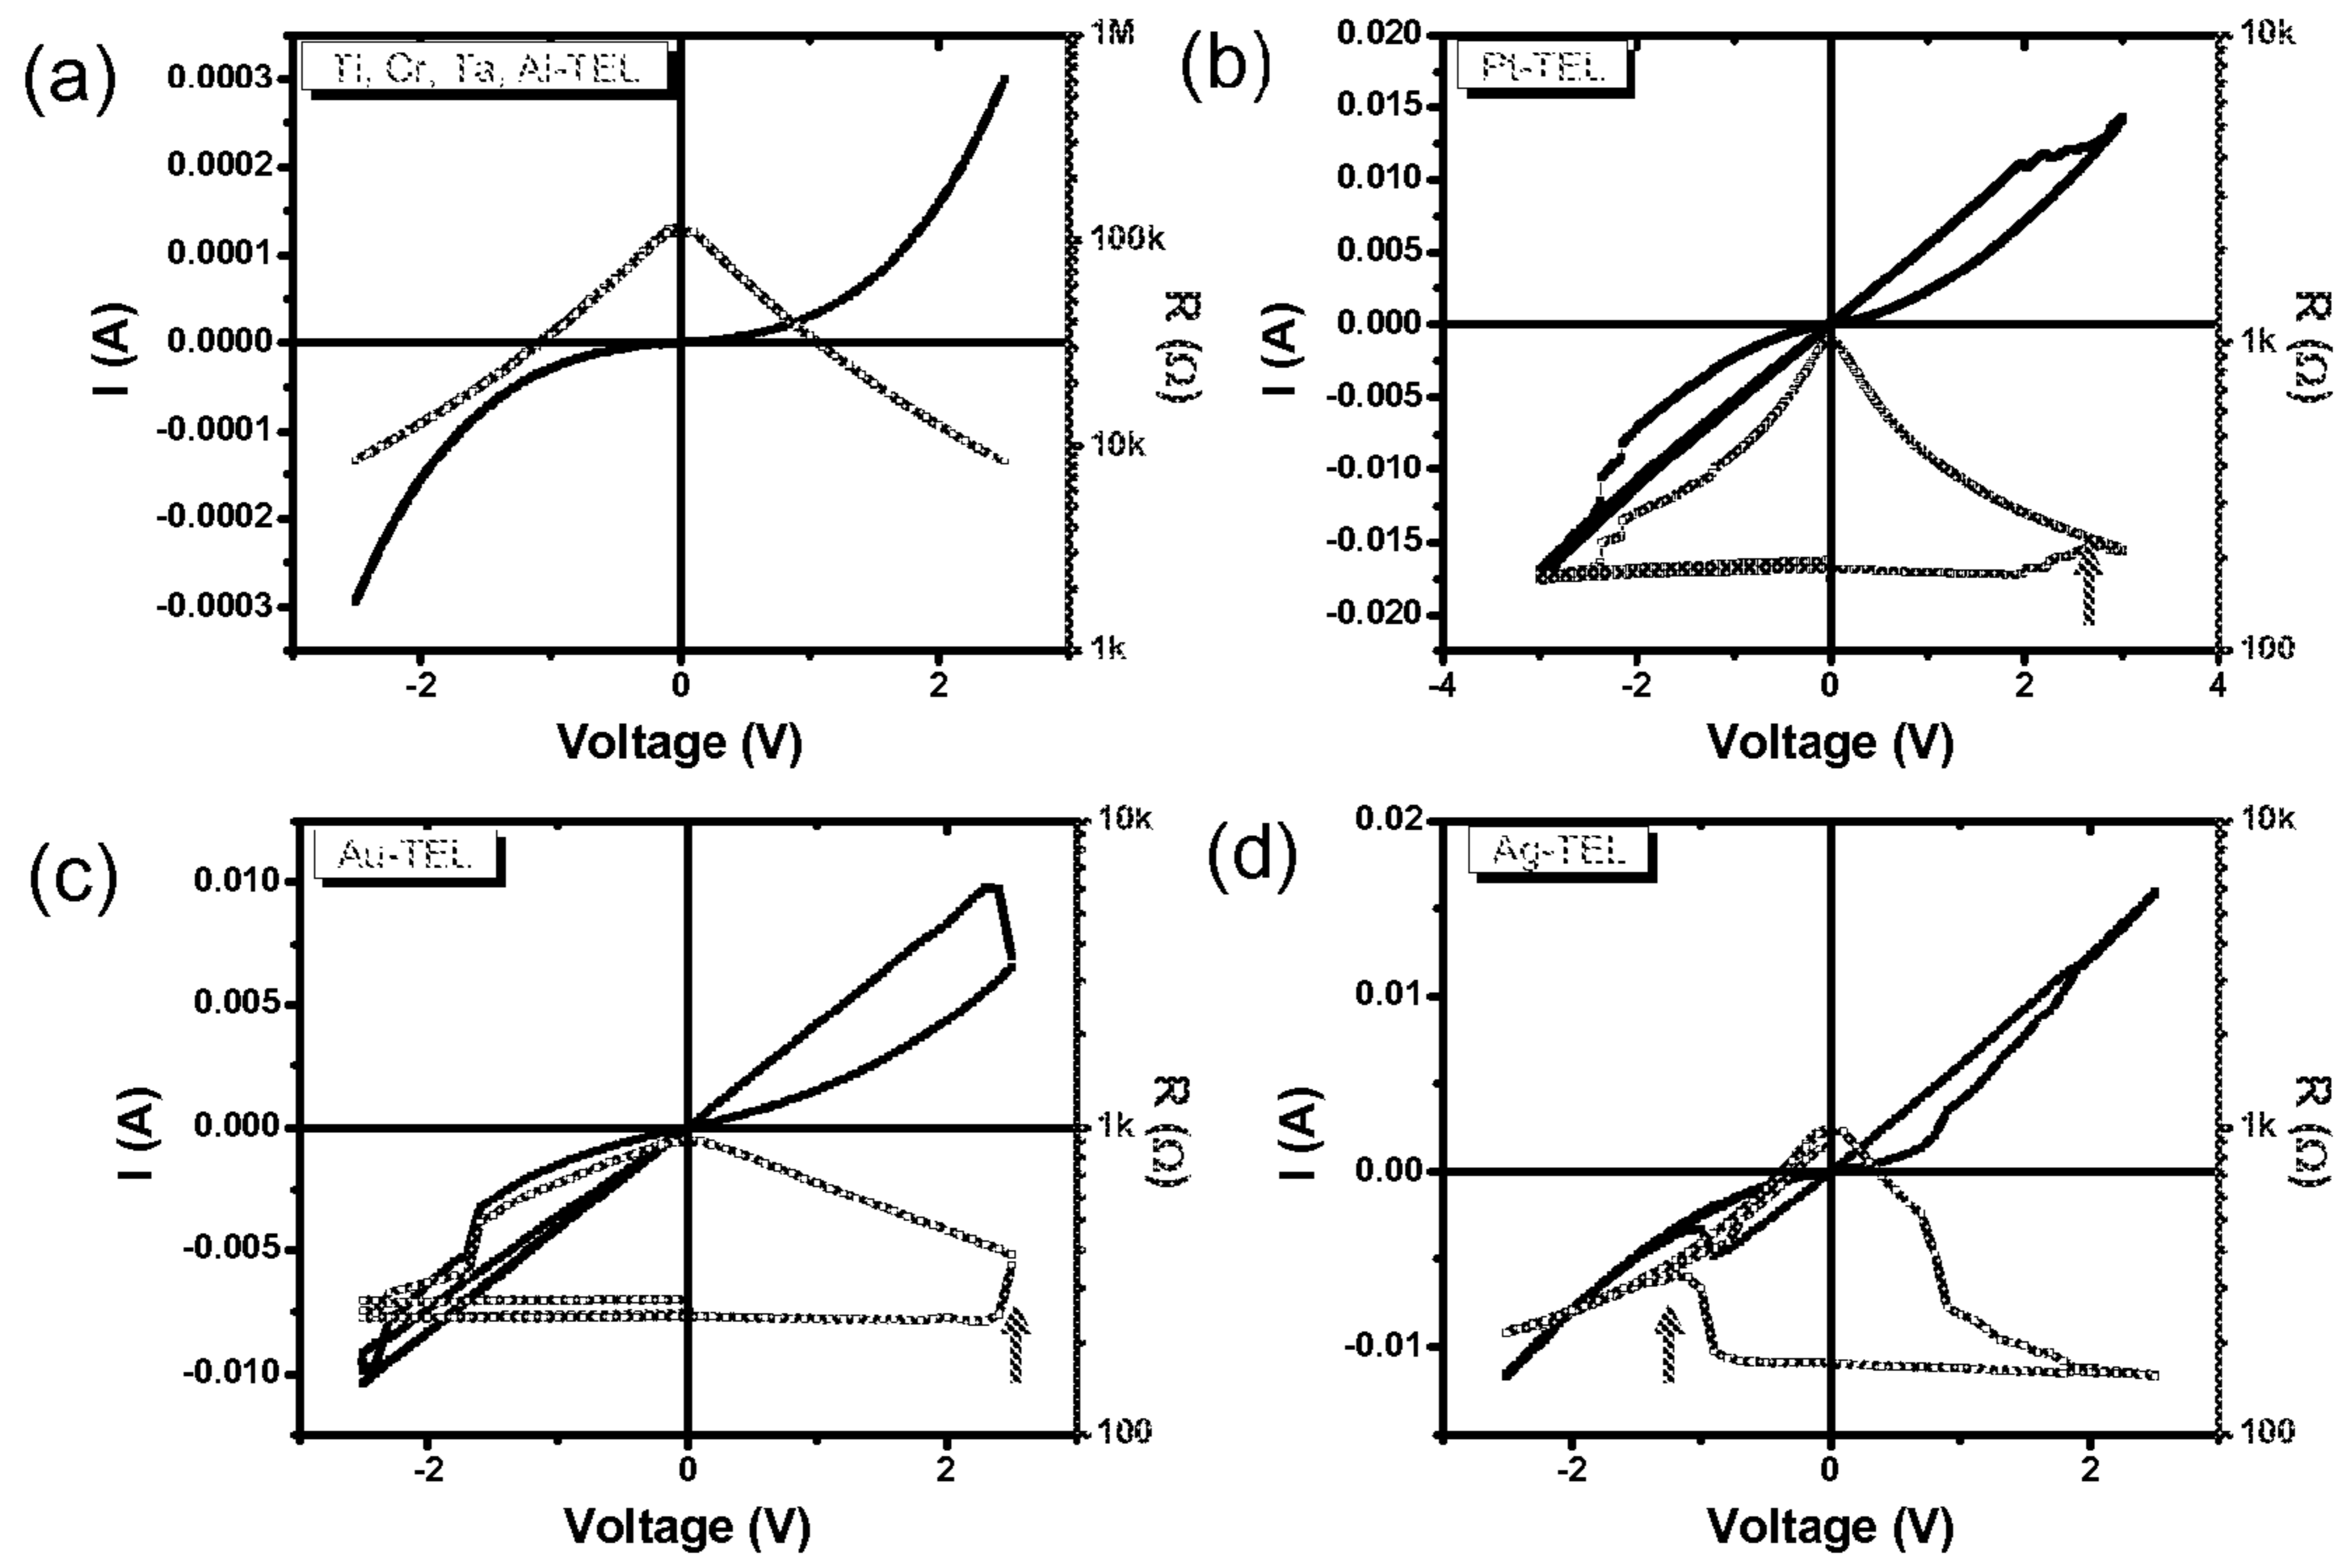 (a)
Ti, Cr, Ta, Al-TEL
0.0003
0.0002
0.0001
0.0000
-0.0001
-0.0002
-0.0003
I (A)
1M
100k
10k
1k
R (Ω)
-2 0 2
Voltage (V)
(b)
Pt-TEL
0.020
0.015
0.010
0.005
0.000
-0.005
-0.010
-0.015
-0.020
I (A)
10k
1k
100
R (Ω)
-4 -2 0 2 4
Voltage (V)
(c)
Au-TEL
0.010
0.005
0.000
-0.005
-0.010
I (A)
10k
1k
100
R (Ω)
-2 0 2
Voltage (V)
(d)
Ag-TEL
0.02
0.01
0.00
-0.01
I (A)
10k
1k
100
R (Ω)
-2 0 2
Voltage (V)